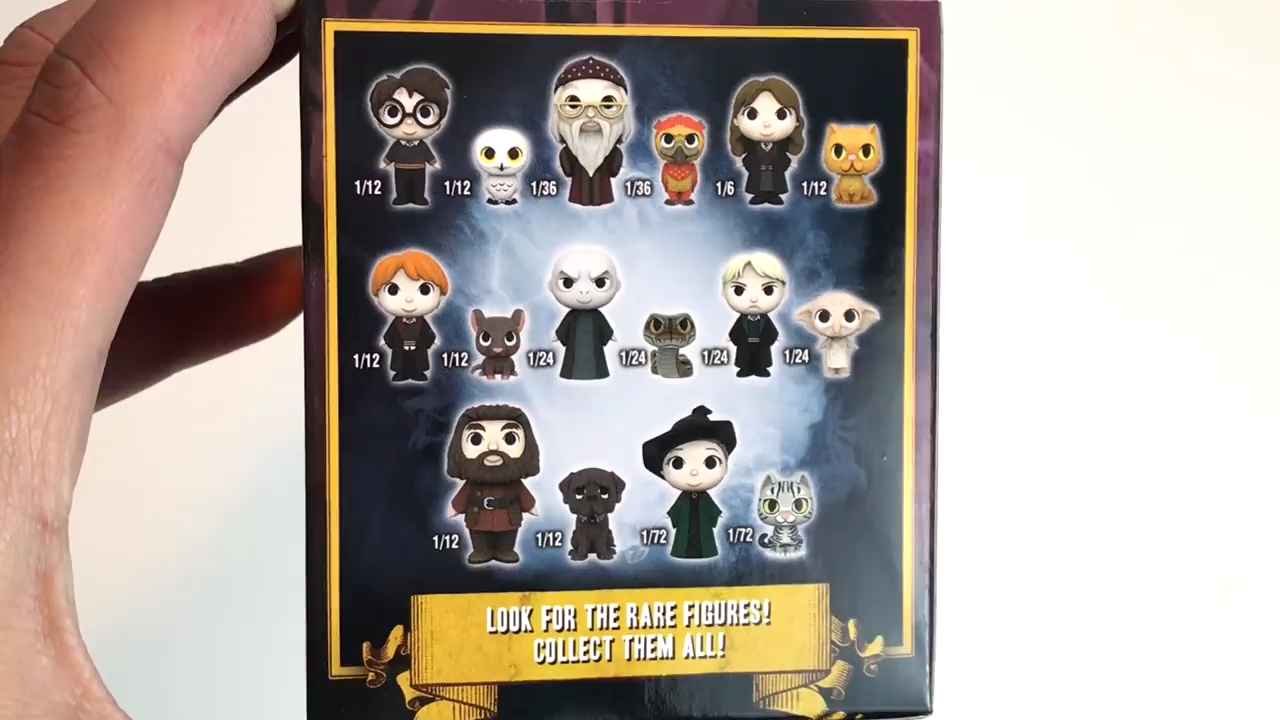 1/12 1/12 1/36 1/36 1/6 1/12
1/12 1/12 1/24 1/24 1/24 1/24
1/12 1/12 1/72 1/72
LOOK FOR THE RARE FIGURES!
COLLECT THEM ALL!